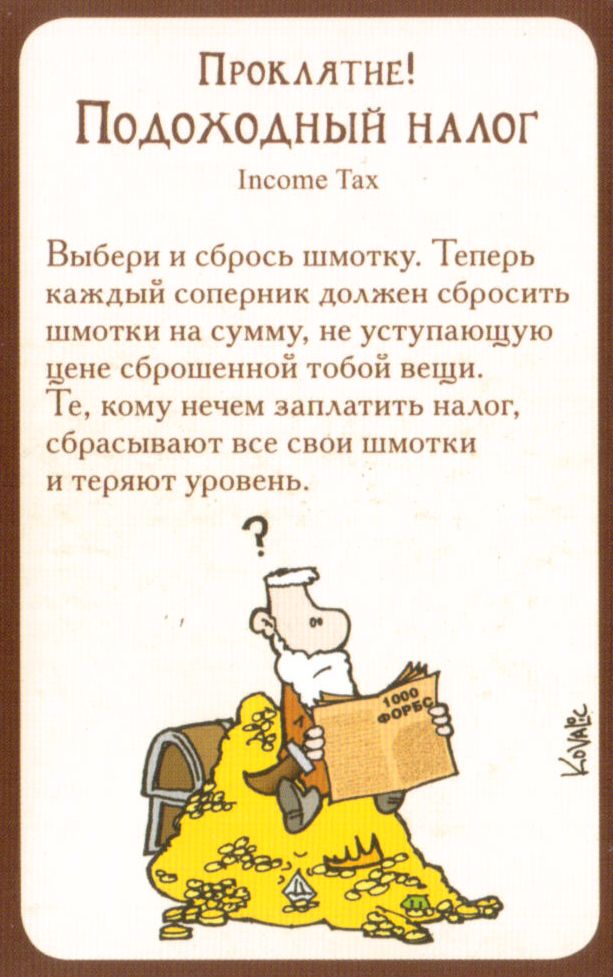 Проклятие!
Подоходный налог
Income Tax
Выбери и сбрось шмотку. Теперь
каждый соперник должен сбросить
шмотки на сумму, не уступающую
цене сброшенной тобой вещи.
Те, кому нечем заплатить налог,
сбрасывают все свои шмотки
и теряют уровень.
?
1000
ФОРБС
KOVALIC